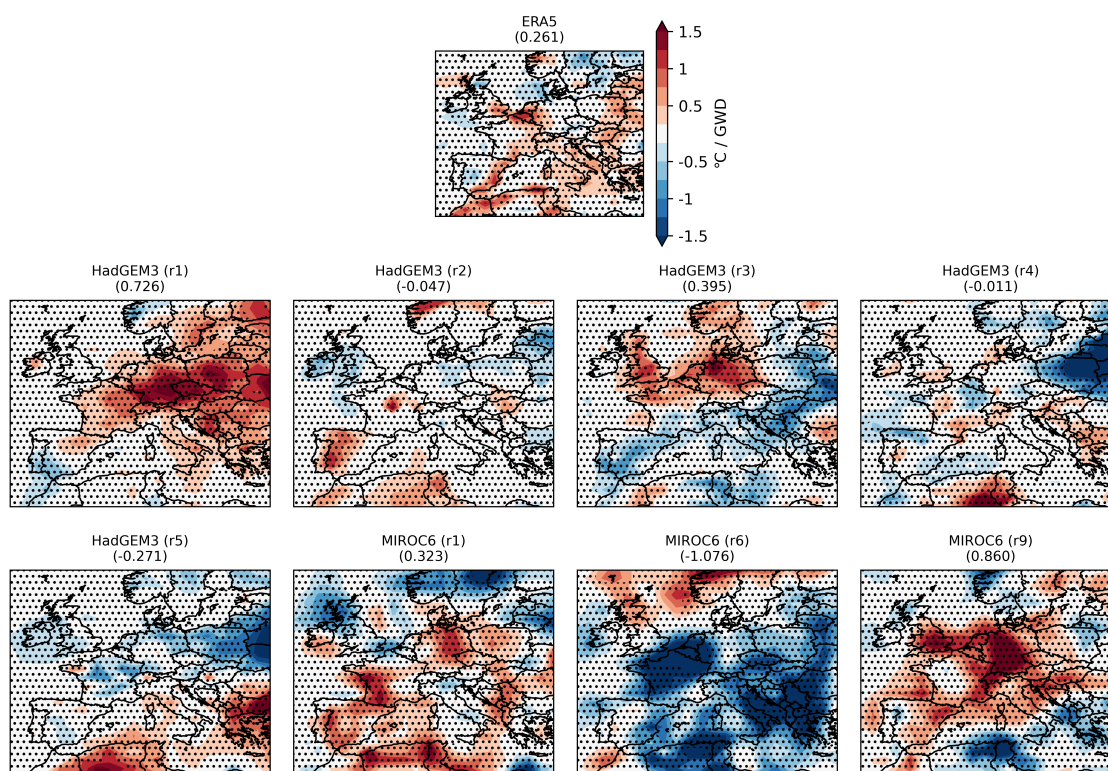 ERA5
(0.261)
1.5
1
0.5
-0.5
-1
-1.5
°C / GWD
HadGEM3 (r1)
(0.726)
HadGEM3 (r2)
(-0.047)
HadGEM3 (r3)
(0.395)
HadGEM3 (r4)
(-0.011)
HadGEM3 (r5)
(-0.271)
MIROC6 (r1)
(0.323)
MIROC6 (r6)
(-1.076)
MIROC6 (r9)
(0.860)